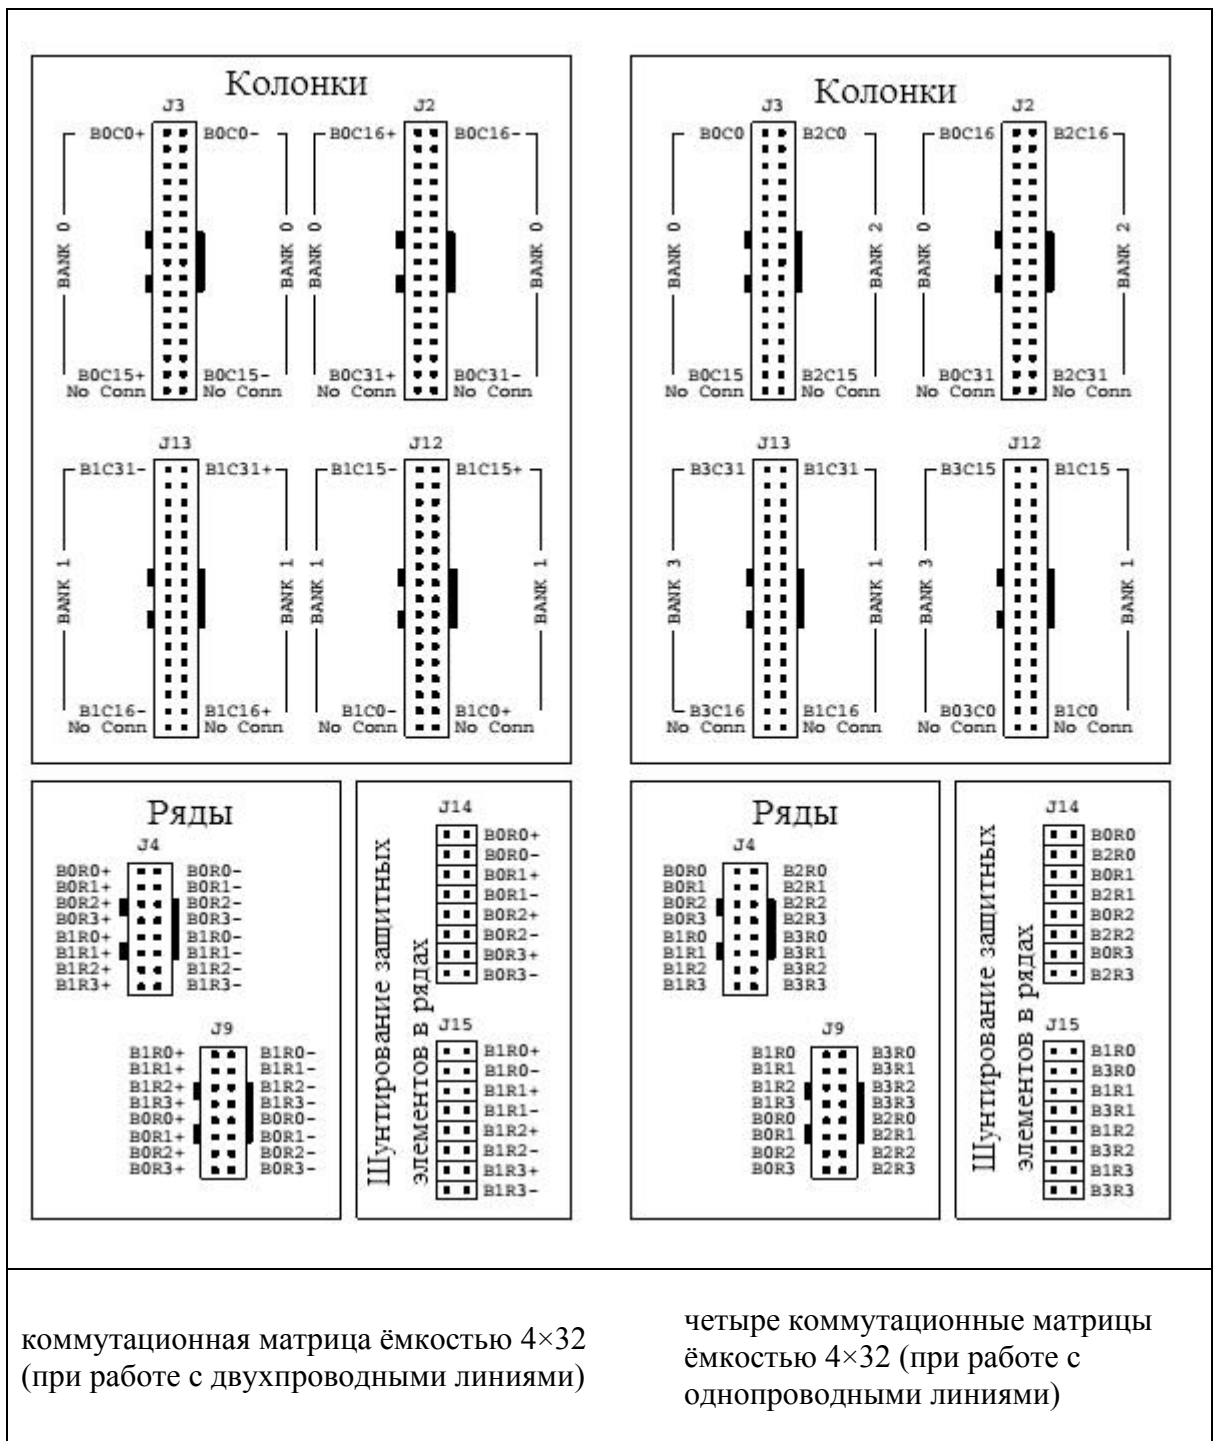 Колонки
J3
J2
B0C0+
B0C0-
B0C16+
B0C16-
BANK 0
BANK 0
BANK 0
BANK 0
B0C15+
B0C15-
B0C31+
B0C31-
No Conn
No Conn
No Conn
No Conn
J13
J12
B1C31-
B1C31+
B1C15-
B1C15+
BANK 1
BANK 1
BANK 1
BANK 1
B1C16-
B1C16+
B1C0-
B1C0+
No Conn
No Conn
No Conn
No Conn
Ряды
J4
B0R0+
B0R0-
B0R1+
B0R1-
B0R2+
B0R2-
B0R3+
B0R3-
B1R0+
B1R0-
B1R1+
B1R1-
B1R2+
B1R2-
B1R3+
B1R3-
J9
B1R0+
B1R0-
B1R1+
B1R1-
B1R2+
B1R2-
B1R3+
B1R3-
B0R0+
B0R0-
B0R1+
B0R1-
B0R2+
B0R2-
B0R3+
B0R3-
Шунтирование защитных
элементов в рядах
J14
B0R0+
B0R0-
B0R1+
B0R1-
B0R2+
B0R2-
B0R3+
B0R3-
J15
B1R0+
B1R0-
B1R1+
B1R1-
B1R2+
B1R2-
B1R3+
B1R3-
Колонки
J3
J2
B0C0
B2C0
B0C16
B2C16
BANK 0
BANK 2
BANK 0
BANK 2
B0C15
B2C15
B0C31
B2C31
No Conn
No Conn
No Conn
No Conn
J13
J12
B3C31
B1C31
B3C15
B1C15
BANK 3
BANK 1
BANK 3
BANK 1
B3C16
B1C16
B03C0
B1C0
No Conn
No Conn
No Conn
No Conn
Ряды
J4
B0R0
B2R0
B0R1
B2R1
B0R2
B2R2
B0R3
B2R3
B1R0
B3R0
B1R1
B3R1
B1R2
B3R2
B1R3
B3R3
J9
B1R0
B3R0
B1R1
B3R1
B1R2
B3R2
B1R3
B3R3
B0R0
B2R0
B0R1
B2R1
B0R2
B2R2
B0R3
B2R3
Шунтирование защитных
элементов в рядах
J14
B0R0
B2R0
B0R1
B2R1
B0R2
B2R2
B0R3
B2R3
J15
B1R0
B3R0
B1R1
B3R1
B1R2
B3R2
B1R3
B3R3
коммутационная матрица ёмкостью 4×32
(при работе с двухпроводными линиями)
четыре коммутационные матрицы
ёмкостью 4×32 (при работе с
однопроводными линиями)